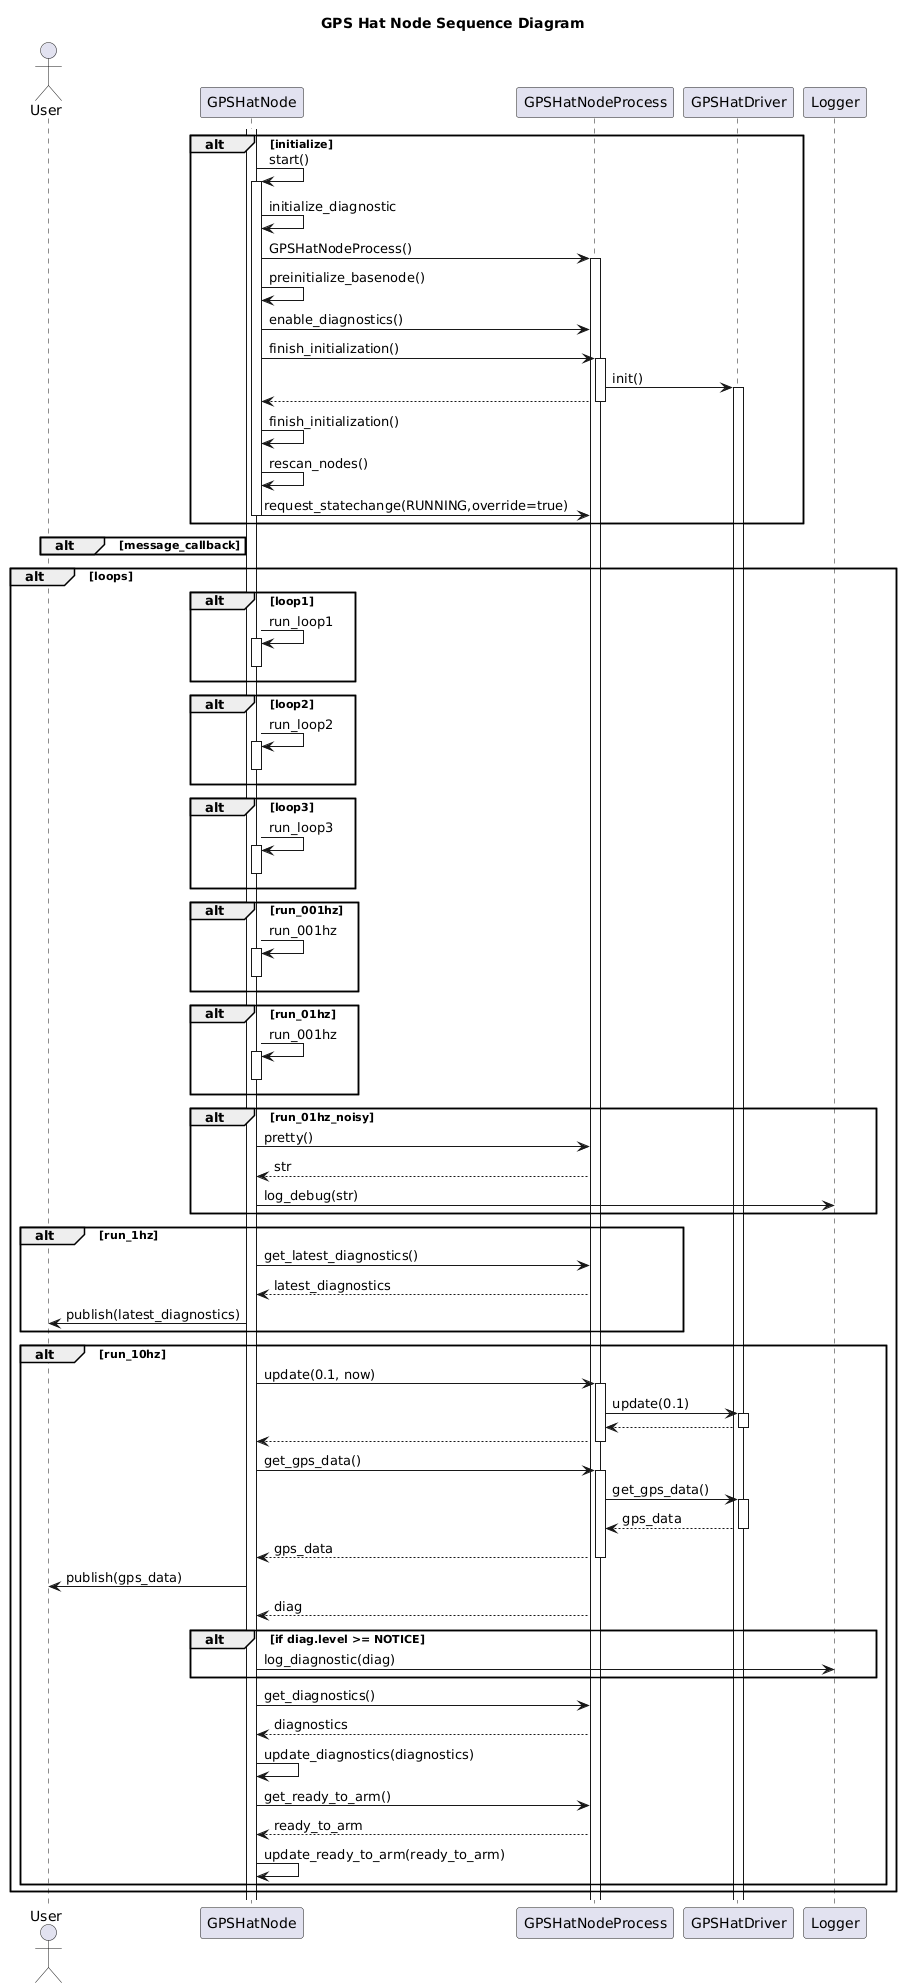 GPS Hat Node Sequence Diagram
User
GPSHatNode
GPSHatNodeProcess
GPSHatDriver
Logger
alt [initialize]
start()
initialize_diagnostic
GPSHatNodeProcess()
preinitialize_basenode()
enable_diagnostics()
finish_initialization()
init()
finish_initialization()
rescan_nodes()
request_statechange(RUNNING,override=true)
alt [message_callback]
alt [loops]
alt [loop1]
run_loop1
alt [loop2]
run_loop2
alt [loop3]
run_loop3
alt [run_001hz]
run_001hz
alt [run_01hz]
run_001hz
alt [run_01hz_noisy]
pretty()
str
log_debug(str)
alt [run_1hz]
get_latest_diagnostics()
latest_diagnostics
publish(latest_diagnostics)
alt [run_10hz]
update(0.1, now)
update(0.1)
get_gps_data()
get_gps_data()
gps_data
gps_data
publish(gps_data)
diag
alt [if diag.level >= NOTICE]
log_diagnostic(diag)
get_diagnostics()
diagnostics
update_diagnostics(diagnostics)
get_ready_to_arm()
ready_to_arm
update_ready_to_arm(ready_to_arm)
User
GPSHatNode
GPSHatNodeProcess
GPSHatDriver
Logger